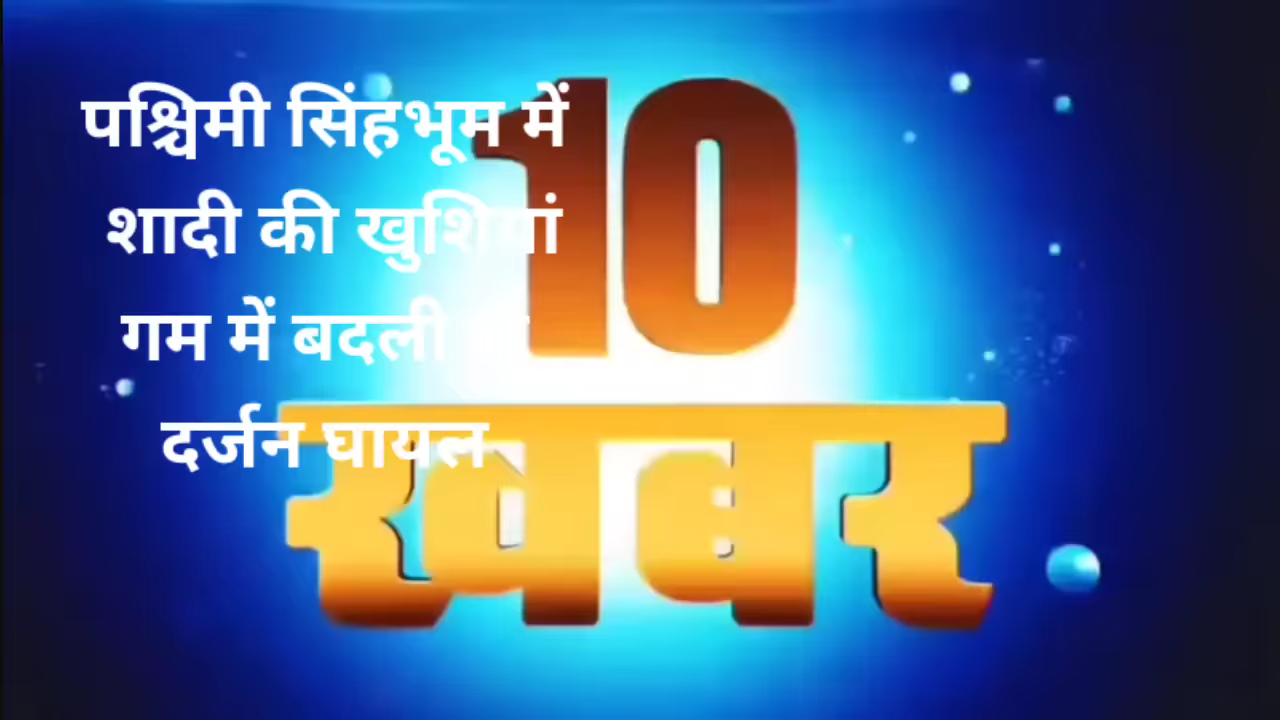 पश्चिमी सिंहभूम में
शादी की खुशियां
गम में बदली
दर्जन घायल
10
खबर